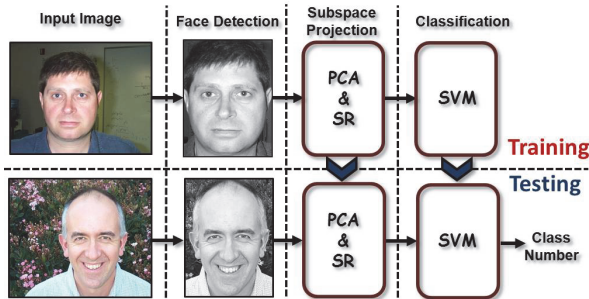 Input Image
Face Detection
Subspace
Projection
Classification
PCA
&
SR
SVM
Training
Testing
PCA
&
SR
SVM
Class
Number